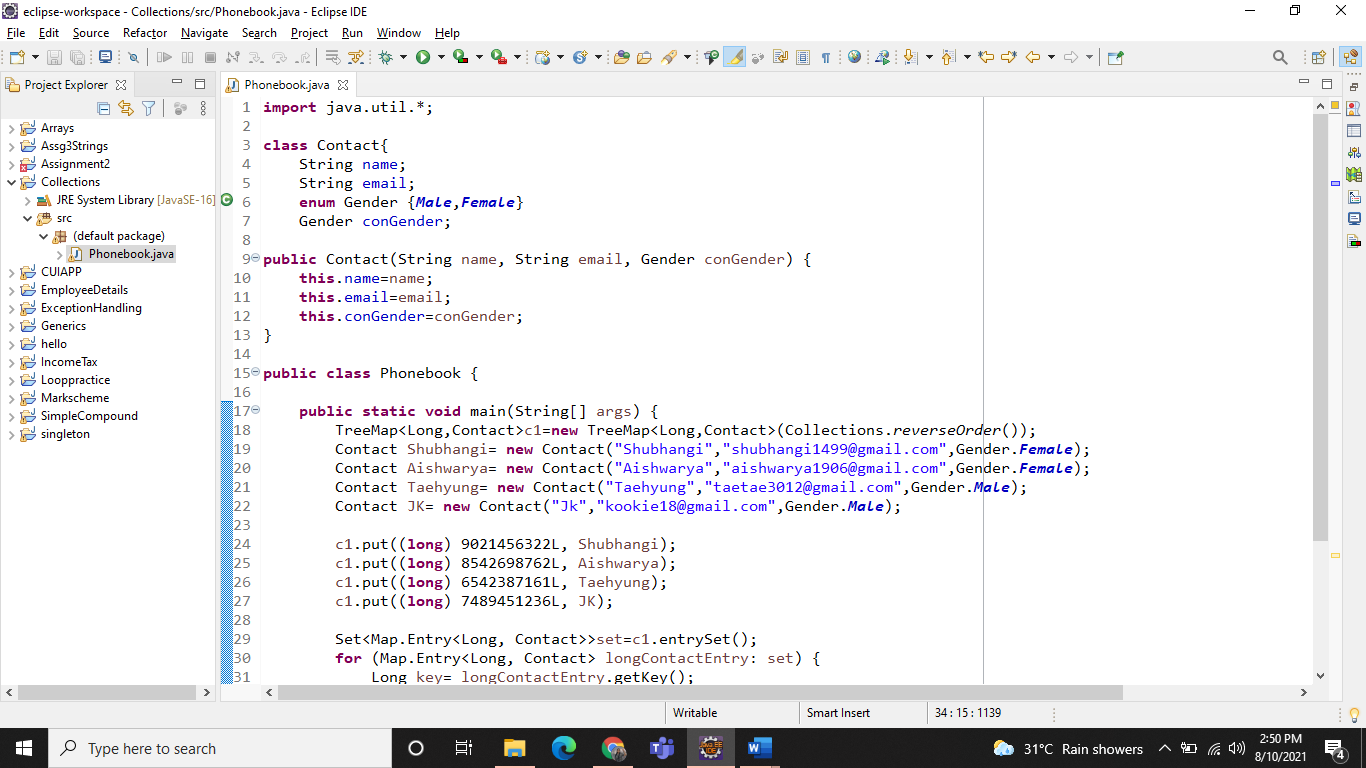 eclipse-workspace - Collections/src/Phonebook.java - Eclipse IDE
File Edit Source Refactor Navigate Search Project Run Window Help
Project Explorer
Phonebook.java
Arrays
Assg3Strings
Assignment2
Collections
JRE System Library [JavaSE-16]
src
(default package)
Phonebook.java
CUIAPP
EmployeeDetails
ExceptionHandling
Generics
hello
IncomeTax
Looppractice
Markscheme
SimpleCompound
singleton
1 import java.util.*;
2
3 class Contact{
4 String name;
5 String email;
6 enum Gender {Male,Female}
7 Gender conGender;
8
9 public Contact(String name, String email, Gender conGender) {
10 this.name=name;
11 this.email=email;
12 this.conGender=conGender;
13 }
14
15 public class Phonebook {
16
17 public static void main(String[] args) {
18 TreeMap<Long,Contact>c1=new TreeMap<Long,Contact>(Collections.reverseOrder());
19 Contact Shubhangi= new Contact("Shubhangi","shubhangi1499@gmail.com",Gender.Female);
20 Contact Aishwarya= new Contact("Aishwarya","aishwarya1906@gmail.com",Gender.Female);
21 Contact Taehyung= new Contact("Taehyung","taetae3012@gmail.com",Gender.Male);
22 Contact JK= new Contact("Jk","kookie18@gmail.com",Gender.Male);
23
24 c1.put((long) 9021456322L, Shubhangi);
25 c1.put((long) 8542698762L, Aishwarya);
26 c1.put((long) 6542387161L, Taehyung);
27 c1.put((long) 7489451236L, JK);
28
29 Set<Map.Entry<Long, Contact>>set=c1.entrySet();
30 for (Map.Entry<Long, Contact> longContactEntry: set) {
31 Long key= longContactEntry.getKey();
Writable Smart Insert 34 : 15 : 1139
Type here to search
31°C Rain showers
2:50 PM
8/10/2021
4